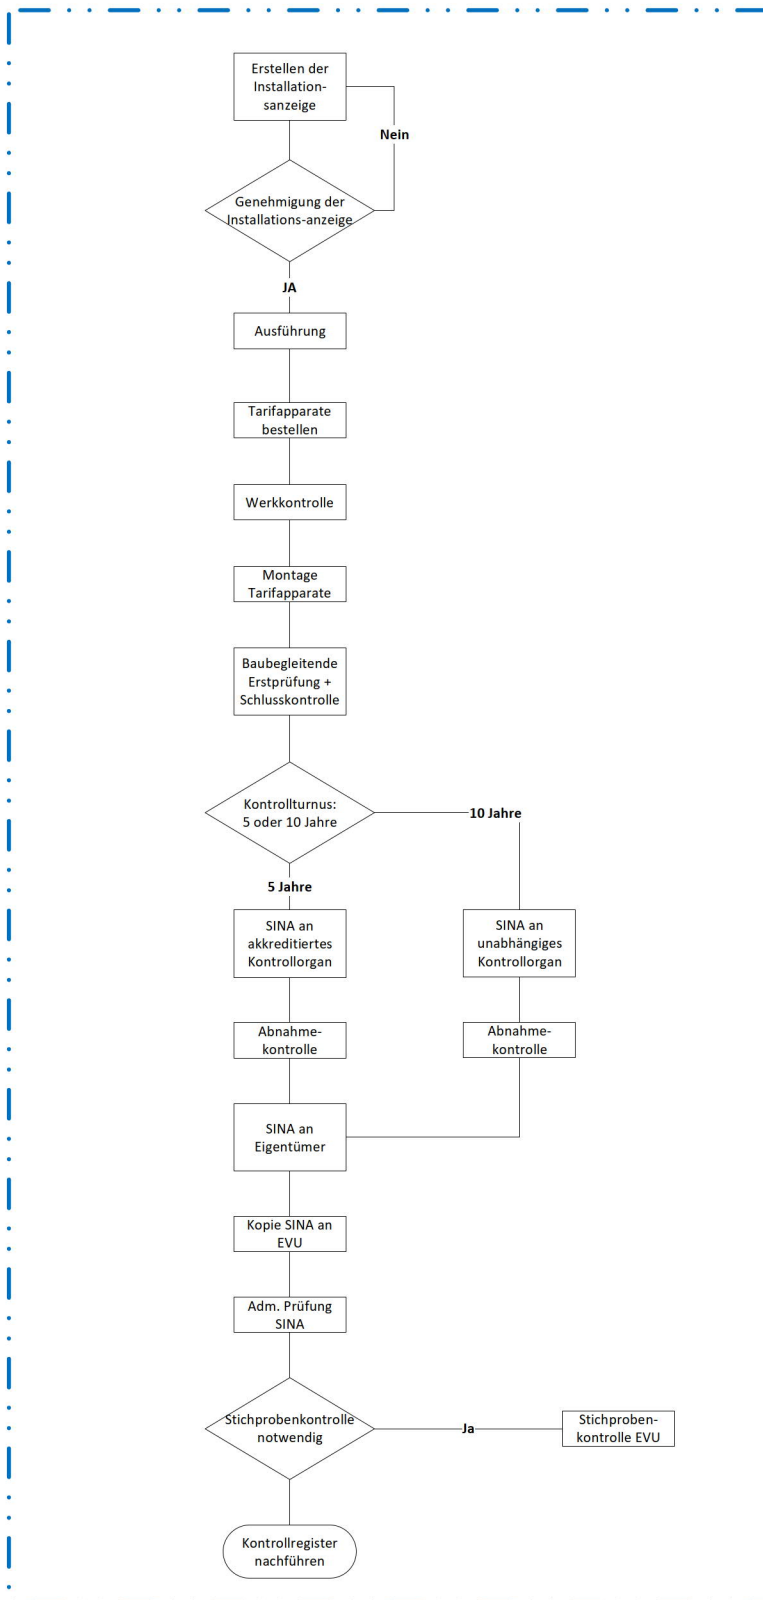 Erstellen der
Installation-
sanzeige
Nein
Genehmigung der
Installations-anzeige
JA
Ausführung
Tarifapparate
bestellen
Werkkontrolle
Montage
Tarifapparate
Baubegleitende
Erstprüfung +
Schlusskontrolle
Kontrollturnus:
5 oder 10 Jahre
10 Jahre
5 Jahre
SINA an
akkreditiertes
Kontrollorgan
SINA an
unabhängiges
Kontrollorgan
Abnahme-
kontrolle
Abnahme-
kontrolle
SINA an
Eigentümer
Kopie SINA an
EVU
Adm. Prüfung
SINA
Stichprobenkontrolle
notwendig
Ja
Stichproben-
kontrolle EVU
Kontrollregister
nachführen